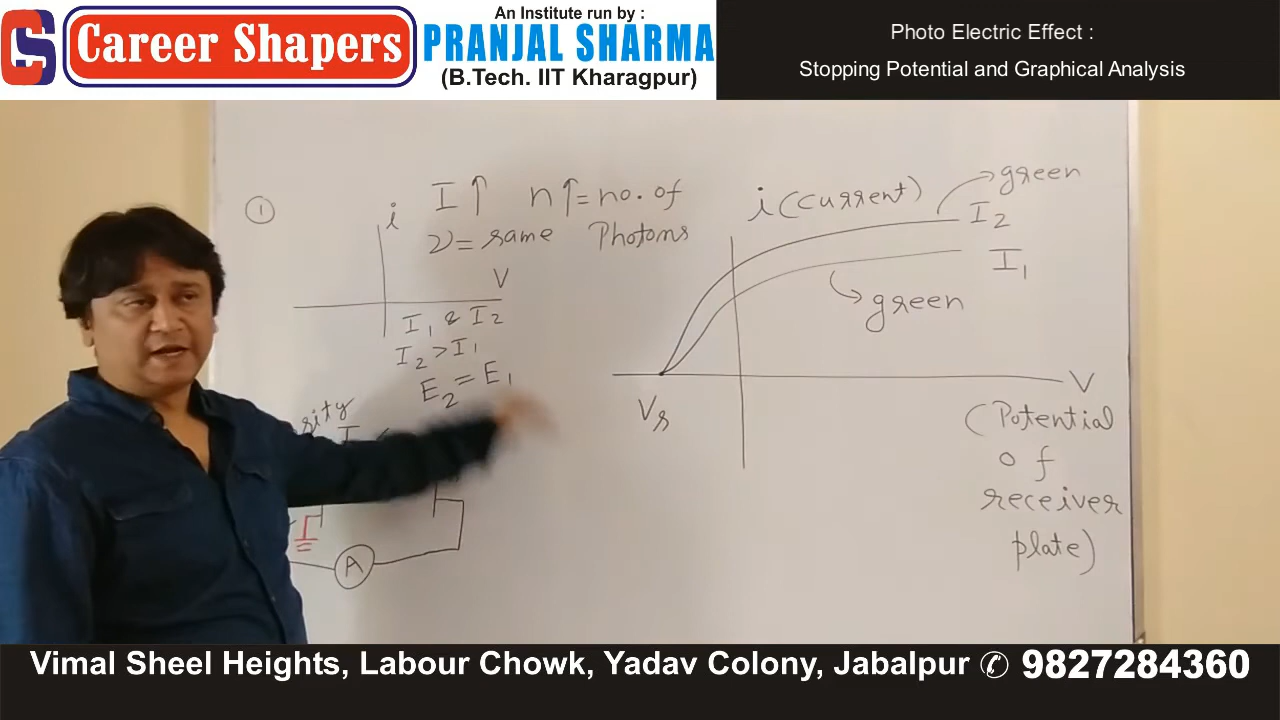 CS Career Shapers
An Institute run by :
PRANJAL SHARMA
(B.Tech. IIT Kharagpur)
Photo Electric Effect :
Stopping Potential and Graphical Analysis
①
i
V
I↑ n↑=no. of
ν= same Photons
I₁ & I₂
I₂ > I₁
E₂ = E₁
sity
I
A
i (current)
green
I₂
I₁
green
Vs
V
(Potential
of
receiver
plate)
Vimal Sheel Heights, Labour Chowk, Yadav Colony, Jabalpur ✆ 9827284360